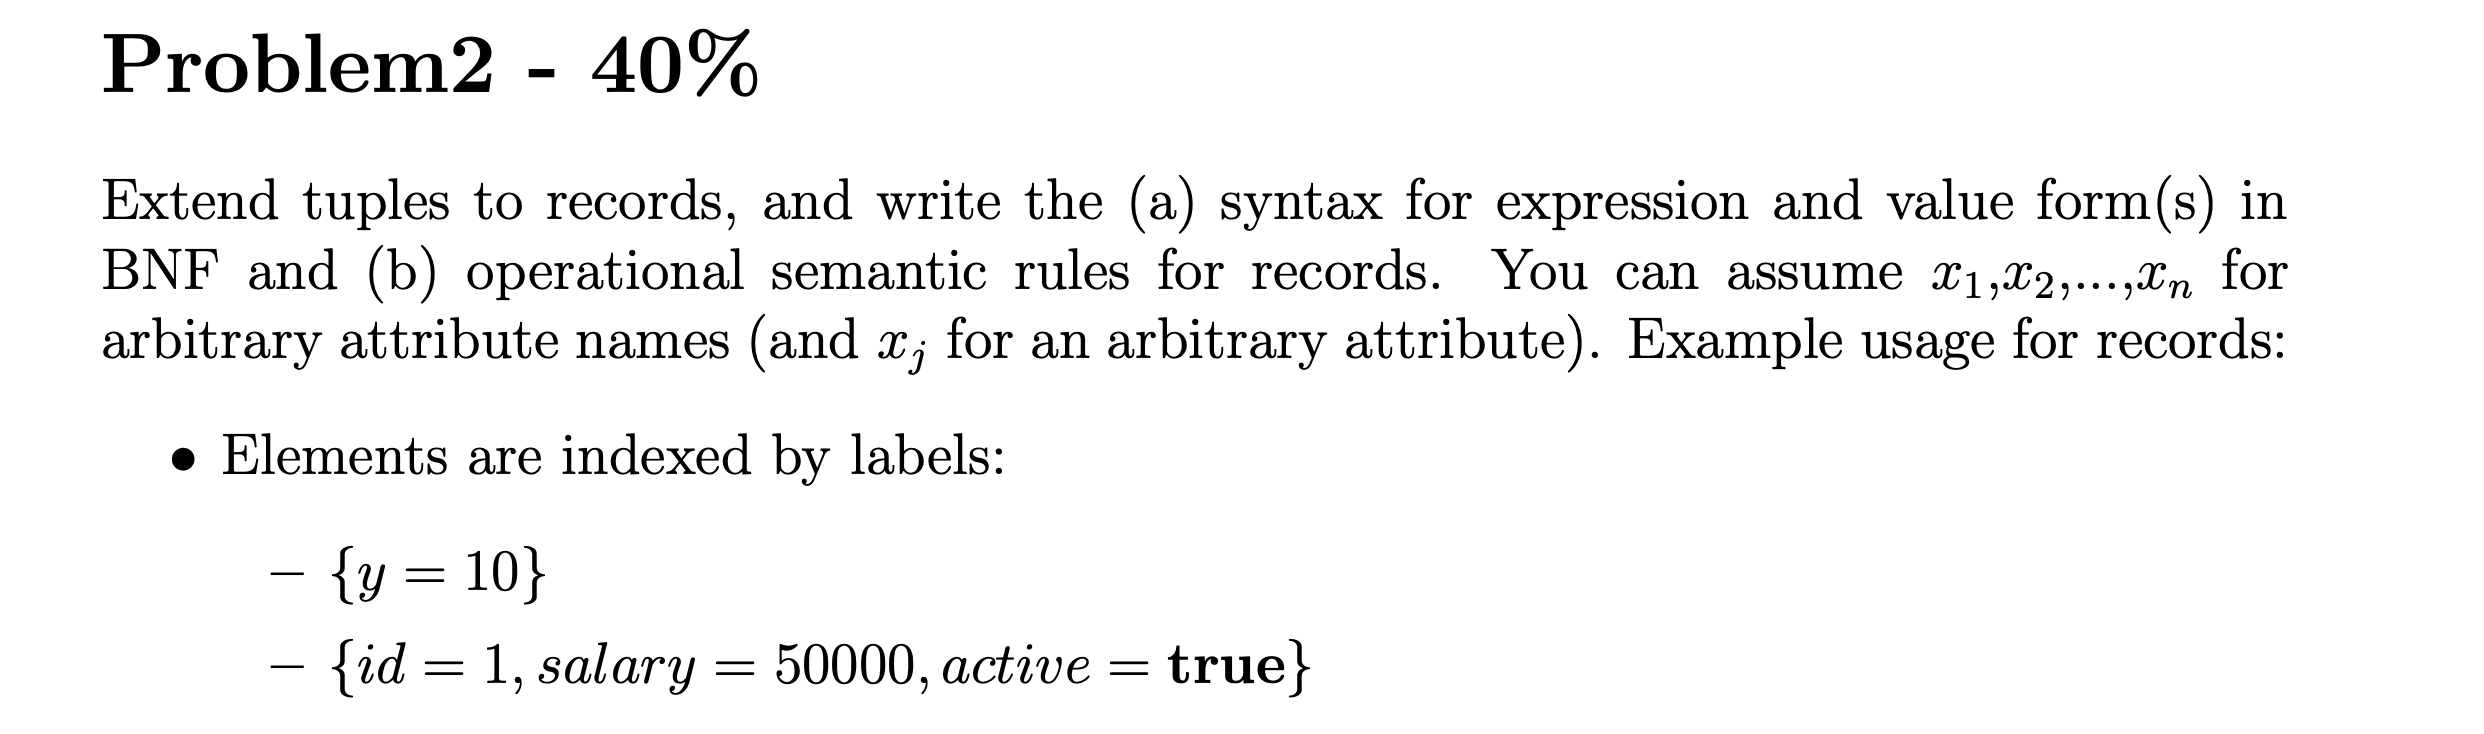 Problem2 - 40%
Extend tuples to records, and write the (a) syntax for expression and value form(s) in
BNF and (b) operational semantic rules for records. You can assume x₁,x₂,...,xₙ for
arbitrary attribute names (and xⱼ for an arbitrary attribute). Example usage for records:
• Elements are indexed by labels:
– {y = 10}
– {id = 1, salary = 50000, active = true}